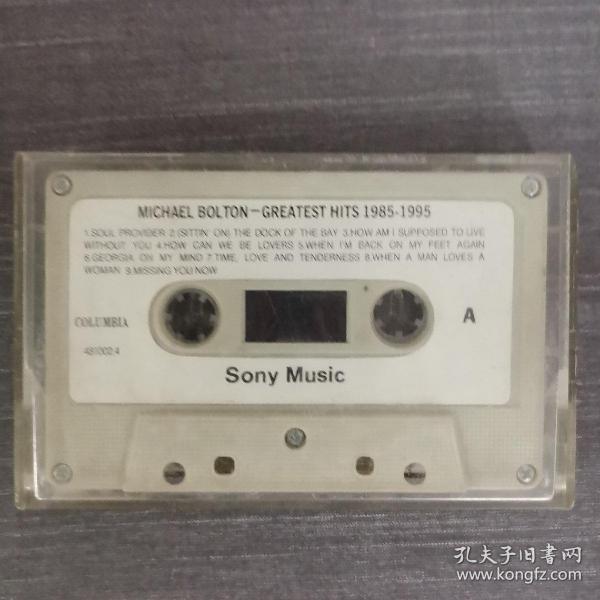 MICHAEL BOLTON—GREATEST HITS 1985-1995
1.SOUL PROVIDER 2.(SITTIN' ON) THE DOCK OF THE BAY 3.HOW AM I SUPPOSED TO LIVE
WITHOUT YOU 4.HOW CAN WE BE LOVERS 5.WHEN I'M BACK ON MY FEET AGAIN
6.GEORGIA ON MY MIND 7.TIME, LOVE AND TENDERNESS 8.WHEN A MAN LOVES A
WOMAN 9.MISSING YOU NOW
COLUMBIA
A
481002.4
Sony Music
孔夫子旧書网
www.kongfz.com